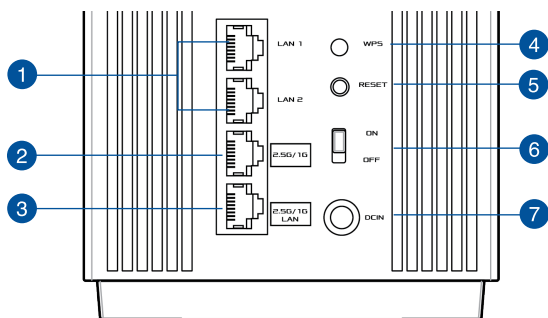 1
LAN 1
WPS
4
RESET
5
LAN 2
ON
2
2.5G/1G
6
OFF
3
2.5G/1G
LAN
DCIN
7